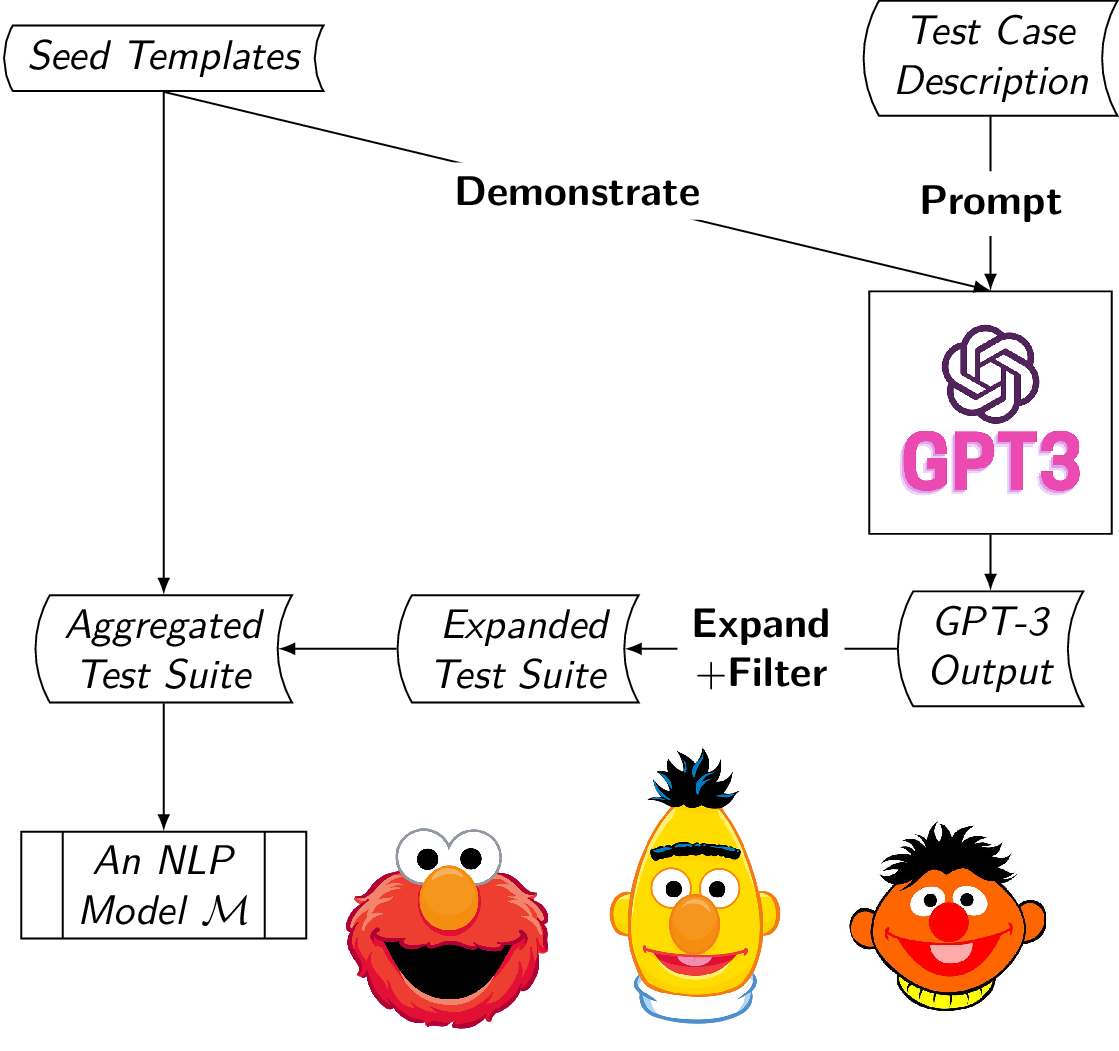 Seed Templates
Test Case
Description
Demonstrate
Prompt
GPT3
Aggregated
Test Suite
Expanded
Test Suite
Expand
+Filter
GPT-3
Output
An NLP
Model ℳ